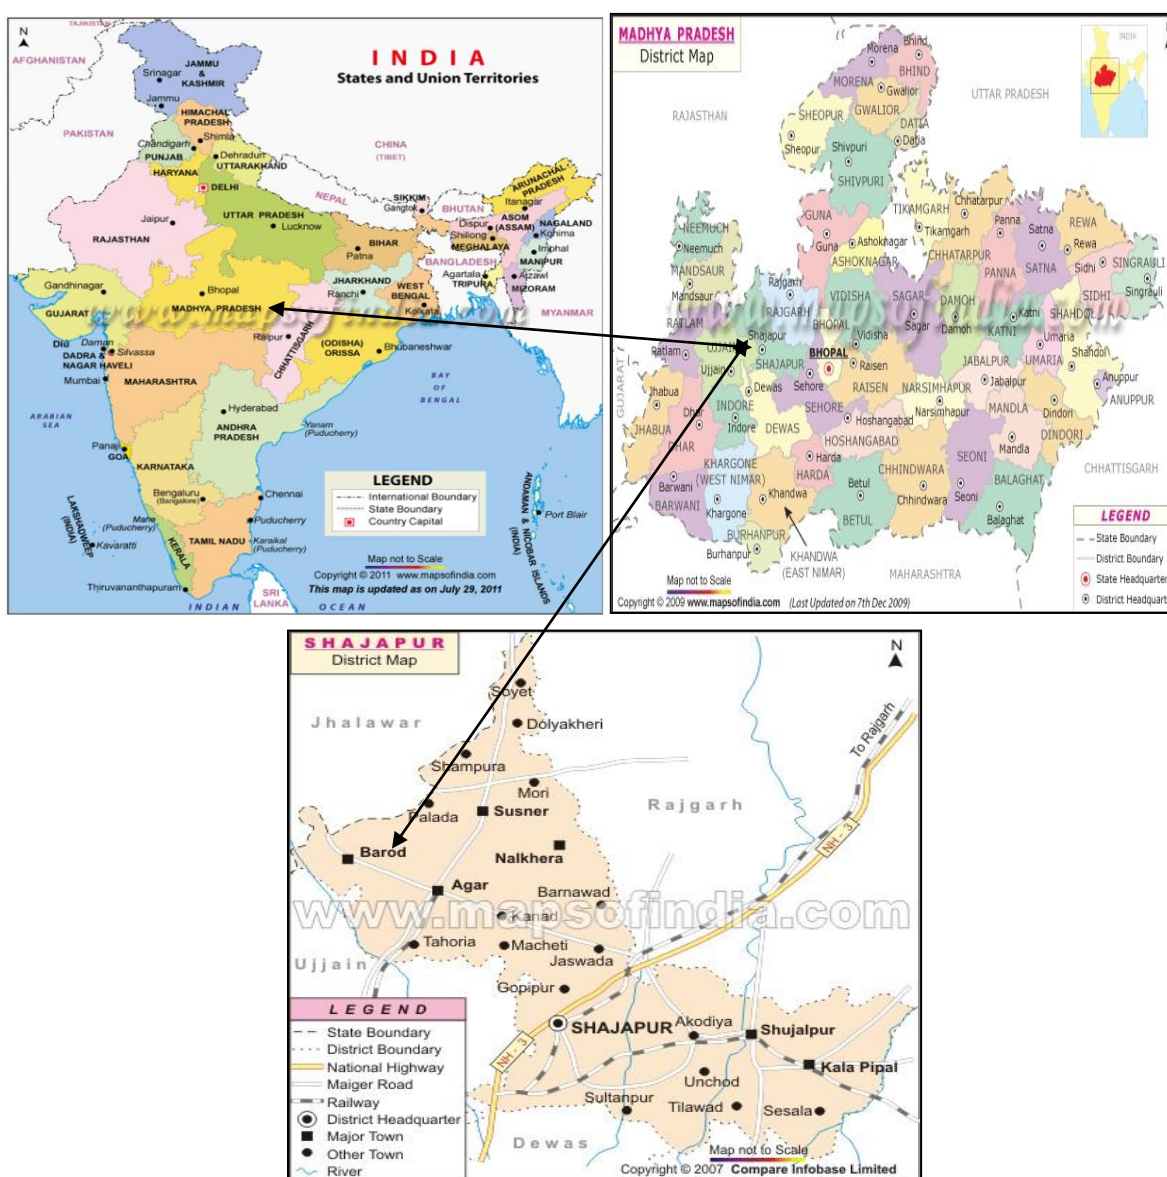 N
TAJIKISTAN
AFGHANISTAN
INDIA
States and Union Territories
JAMMU
&
KASHMIR
Srinagar
Jammu
HIMACHAL
PRADESH
PAKISTAN
Shimla
Chandigarh
PUNJAB
Dehradun
UTTARAKHAND
CHINA
(TIBET)
HARYANA
DELHI
NEPAL
ARUNACHAL
PRADESH
SIKKIM
Gangtok
Itanagar
BHUTAN
Jaipur
UTTAR PRADESH
Lucknow
RAJASTHAN
BIHAR
Patna
Dispur
ASOM
(ASSAM)
NAGALAND
Kohima
Shillong
MEGHALAYA
Imphal
MANIPUR
BANGLADESH
Agartala
TRIPURA
Aizawl
MIZORAM
Gandhinagar
Bhopal
JHARKHAND
Ranchi
WEST
BENGAL
Kolkata
MYANMAR
GUJARAT
MADHYA PRADESH
www.mapsofindia.com
Raipur
CHHATTISGARH
(ODISHA)
ORISSA
Bhubaneshwar
Diu
Daman
Silvassa
DADRA &
NAGAR HAVELI
Mumbai
MAHARASHTRA
BAY
OF
BENGAL
ARABIAN
SEA
Hyderabad
ANDHRA
PRADESH
Yanam
(Puducherry)
Panaji
GOA
KARNATAKA
Bengaluru
(Bangalore)
Chennai
LAKSHADWEEP
(INDIA)
Mahe
(Puducherry)
Puducherry
Karaikal
(Puducherry)
Kavaratti
KERALA
TAMIL NADU
Thiruvananthapuram
SRI
LANKA
INDIAN OCEAN
ANDAMAN & NICOBAR ISLANDS
(INDIA)
Port Blair
LEGEND
International Boundary
State Boundary
Country Capital
Map not to Scale
Copyright © 2011 www.mapsofindia.com
This map is updated as on July 29, 2011
MADHYA PRADESH
District Map
INDIA
RAJASTHAN
UTTAR PRADESH
Morena
Bhind
MORENA
BHIND
Gwalior
GWALIOR
SHEOPUR
Sheopur
DATIA
Datia
Shivpuri
SHIVPURI
TIKAMGARH
Tikamgarh
Chhatarpur
CHHATARPUR
Panna
PANNA
Satna
SATNA
REWA
Rewa
Sidhi
SIDHI
SINGRAULI
Singrauli
NEEMUCH
Neemuch
MANDSAUR
Mandsaur
GUNA
Guna
Ashoknagar
ASHOKNAGAR
Rajgarh
RAJGARH
VIDISHA
Vidisha
SAGAR
Sagar
DAMOH
Damoh
Katni
KATNI
SHAHDOL
Shahdol
Umaria
UMARIA
RATLAM
Ratlam
UJJAIN
Ujjain
Shajapur
SHAJAPUR
BHOPAL
BHOPAL
Sehore
SEHORE
Raisen
RAISEN
NARSIMHAPUR
Narsimhapur
JABALPUR
Jabalpur
Anuppur
ANUPPUR
Dindori
DINDORI
GUJARAT
Jhabua
JHABUA
Dhar
DHAR
INDORE
Indore
Dewas
DEWAS
Hoshangabad
HOSHANGABAD
Harda
HARDA
MANDLA
Mandla
KHARGONE
(WEST NIMAR)
Khargone
Barwani
BARWANI
Khandwa
KHANDWA
(EAST NIMAR)
BURHANPUR
Burhanpur
Betul
BETUL
CHHINDWARA
Chhindwara
SEONI
Seoni
BALAGHAT
Balaghat
CHHATTISGARH
MAHARASHTRA
www.mapsofindia.com
LEGEND
State Boundary
District Boundary
State Headquarters
District Headquart
Map not to Scale
Copyright © 2009 www.mapsofindia.com (Last Updated on 7th Dec 2009)
SHAJAPUR
District Map
N
Jhalawar
Soyet
Dolyakheri
Shampura
Mori
Palada
Susner
Rajgarh
To Rajgarh
NH - 3
Barod
Nalkhera
Agar
Barnawad
www.mapsofindia.com
Kanad
Tahoria
Macheti
Jaswada
Ujjain
Gopipur
SHAJAPUR
Akodiya
Shujalpur
NH - 3
Kala Pipal
Unchod
Sultanpur
Tilawad
Sesala
Dewas
LEGEND
State Boundary
District Boundary
National Highway
Maiger Road
Railway
District Headquarter
Major Town
Other Town
River
Map not to Scale
Copyright © 2007 Compare Infobase Limited